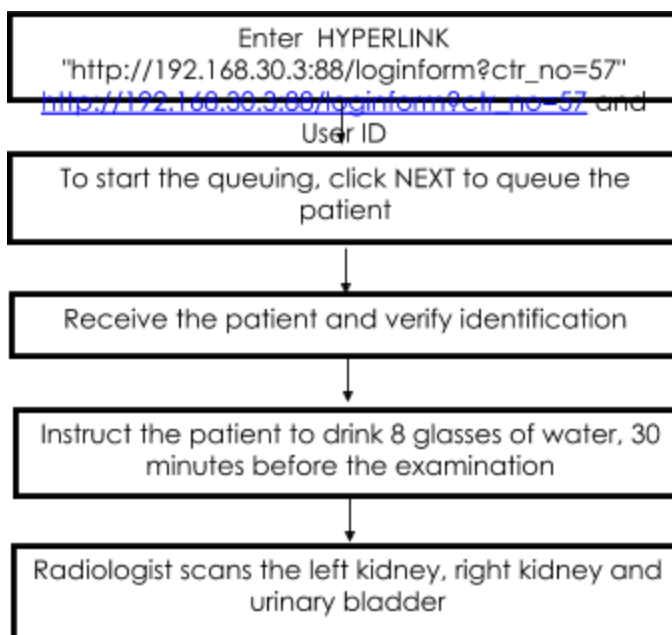 Enter HYPERLINK
"http://192.168.30.3:88/loginform?ctr_no=57"
http://192.168.30.3:88/loginform?ctr_no=57 and
User ID
To start the queuing, click NEXT to queue the
patient
Receive the patient and verify identification
Instruct the patient to drink 8 glasses of water, 30
minutes before the examination
Radiologist scans the left kidney, right kidney and
urinary bladder